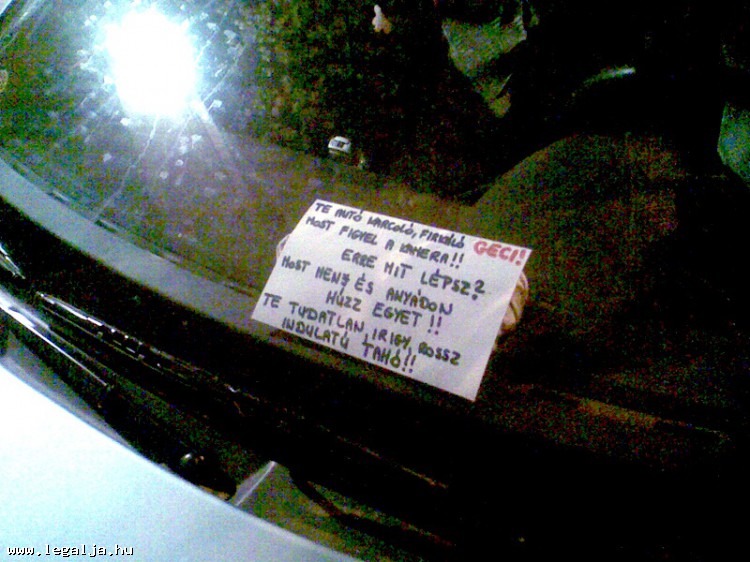 TE AUTÓ KARCOLÓ, FIRKÁLÓ GECI!
MOST FIGYEL A KAMERA!!
ERRE MIT LÉPSZ?
MOST MENJ ÉS ANYÁDON
HÚZZ EGYET!!
TE TUDATLAN, IRIGY, ROSSZ
INDULATÚ TAHÓ!!
www.legalja.hu